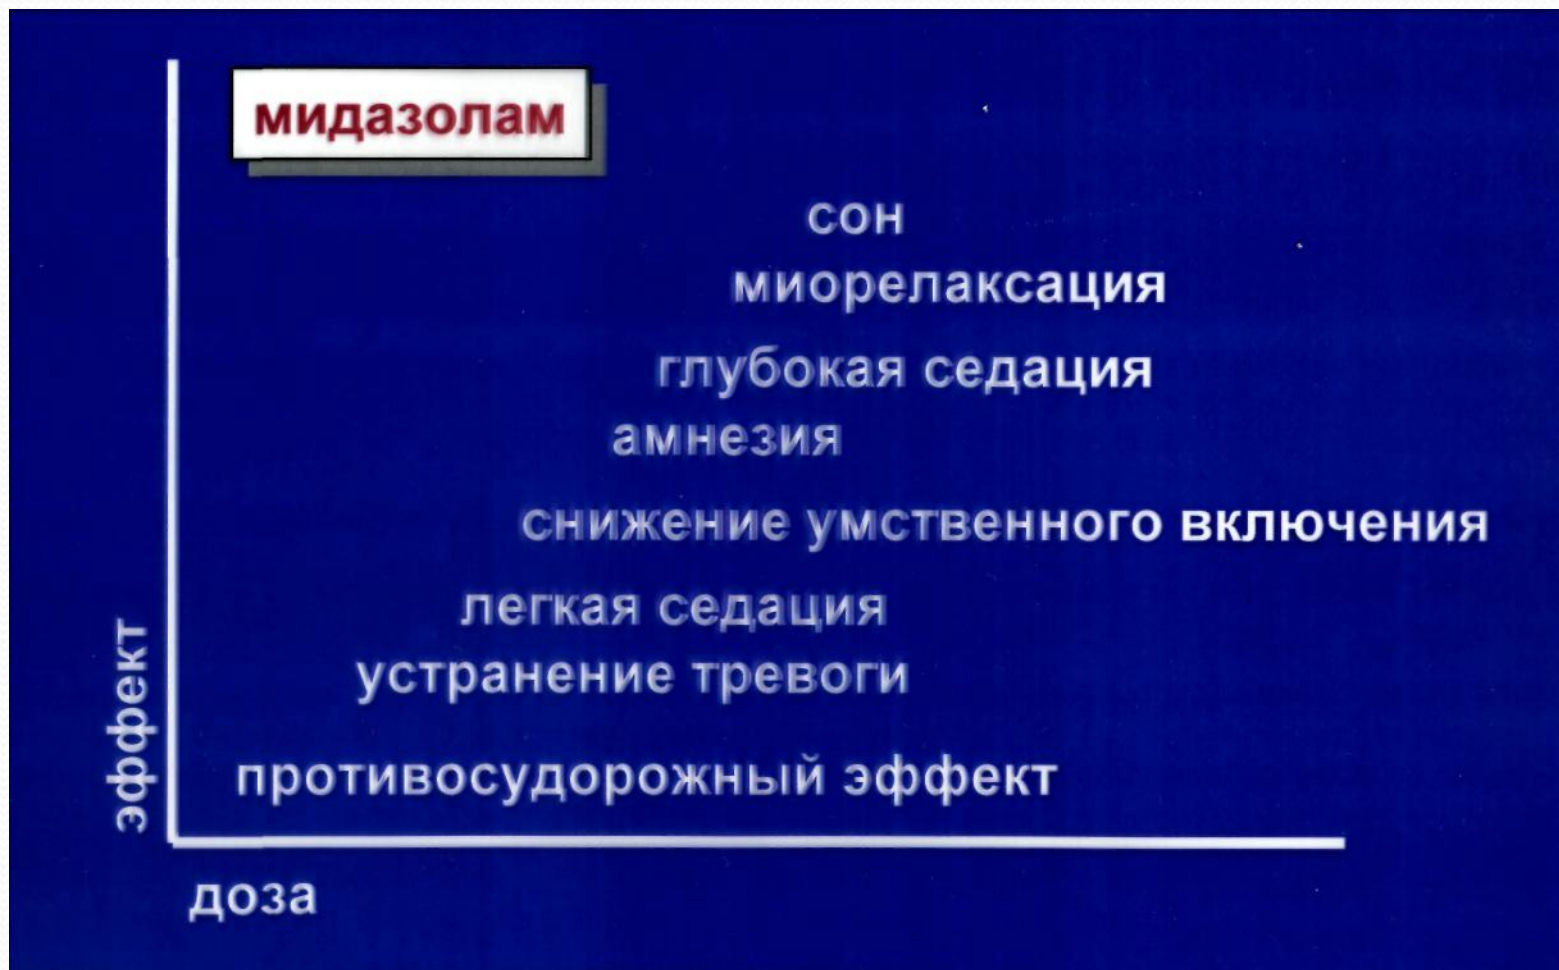 мидазолам
сон
миорелаксация
глубокая седация
амнезия
снижение умственного включения
легкая седация
устранение тревоги
противосудорожный эффект
эффект
доза